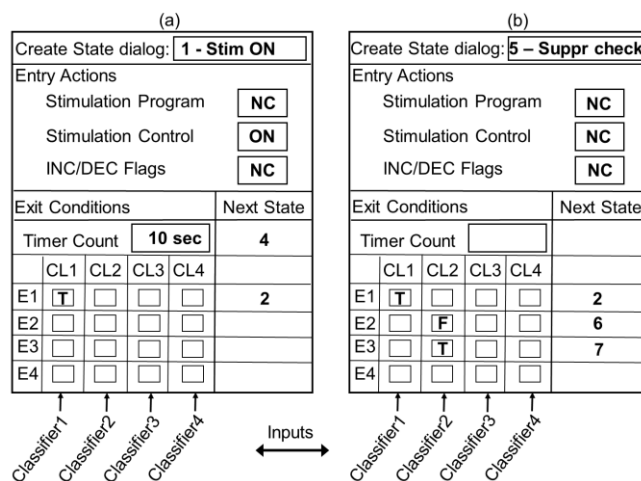 (a)
Create State dialog: 1 - Stim ON
Entry Actions
Stimulation Program NC
Stimulation Control ON
INC/DEC Flags NC
Exit Conditions Next State
Timer Count 10 sec 4
CL1 CL2 CL3 CL4
E1 T 2
E2
E3
E4
Classifier1 Classifier2 Classifier3 Classifier4
Inputs
(b)
Create State dialog: 5 – Suppr check
Entry Actions
Stimulation Program NC
Stimulation Control NC
INC/DEC Flags NC
Exit Conditions Next State
Timer Count
CL1 CL2 CL3 CL4
E1 T 2
E2 F 6
E3 T 7
E4
Classifier1 Classifier2 Classifier3 Classifier4